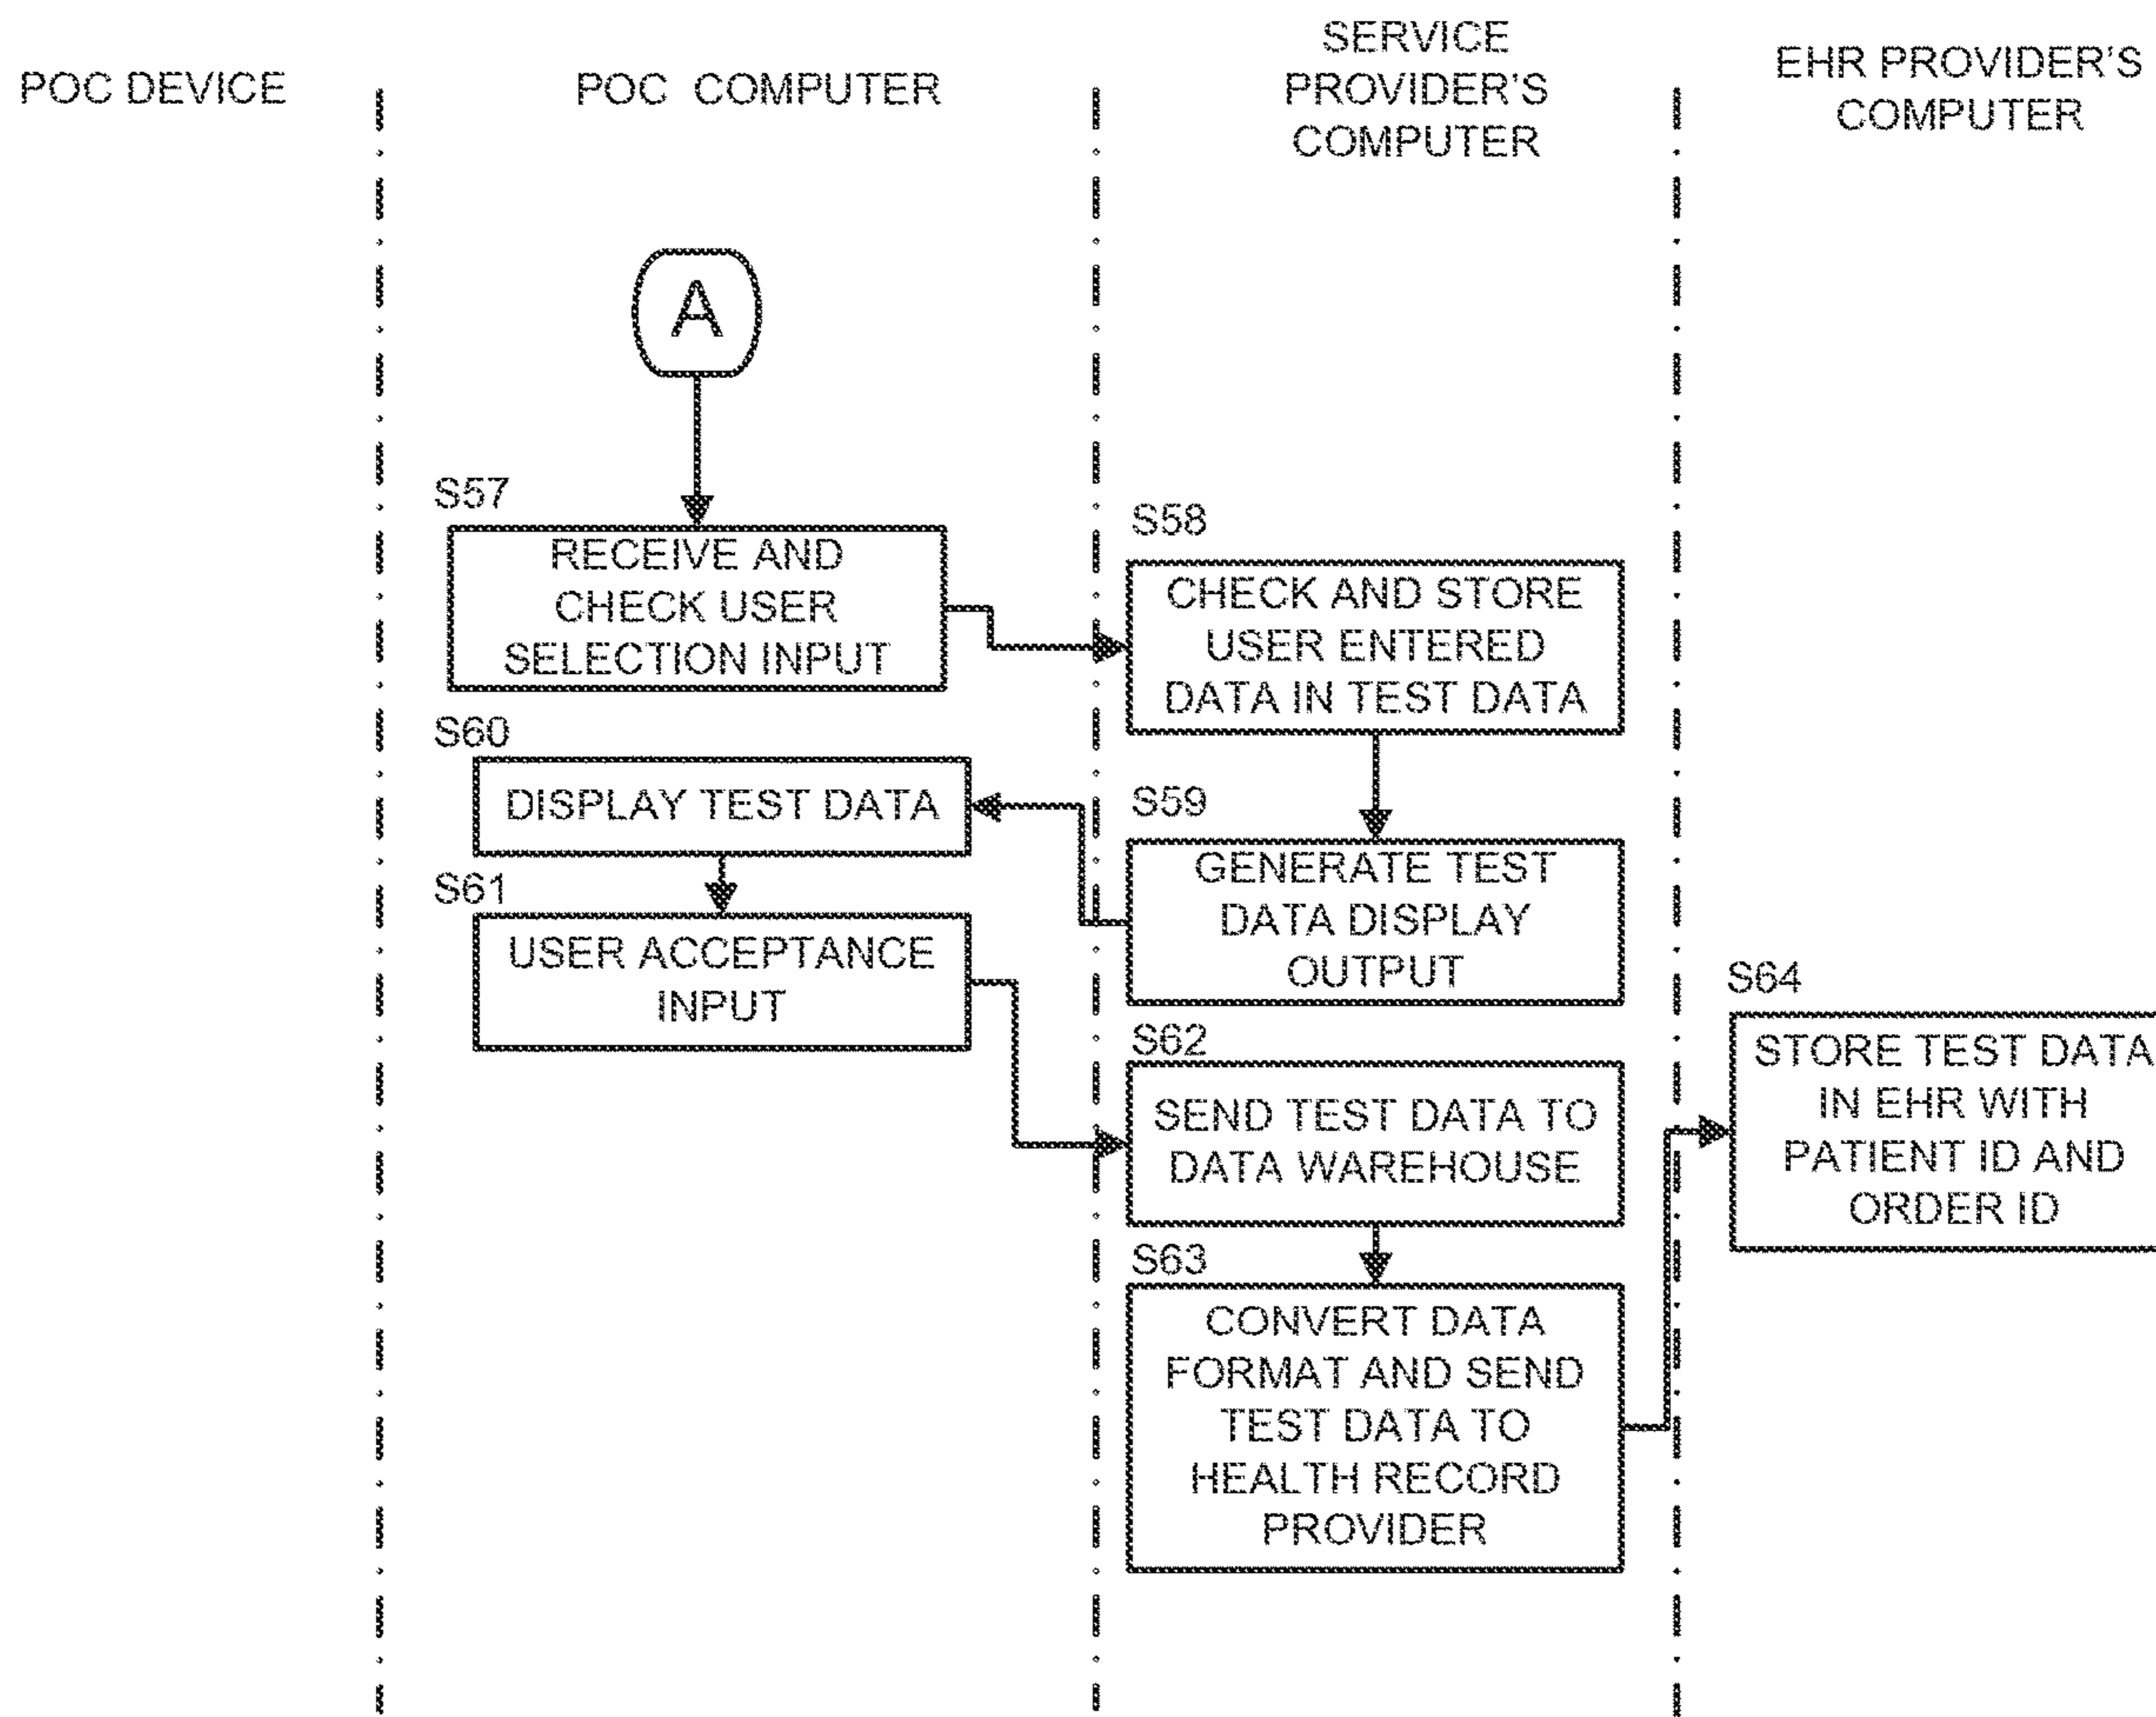 POC DEVICE
POC COMPUTER
SERVICE
PROVIDER'S
COMPUTER
EHR PROVIDER'S
COMPUTER
A
S57
RECEIVE AND
CHECK USER
SELECTION INPUT
S58
CHECK AND STORE
USER ENTERED
DATA IN TEST DATA
S60
DISPLAY TEST DATA
S59
GENERATE TEST
DATA DISPLAY
OUTPUT
S61
USER ACCEPTANCE
INPUT
S62
SEND TEST DATA TO
DATA WAREHOUSE
S64
STORE TEST DATA
IN EHR WITH
PATIENT ID AND
ORDER ID
S63
CONVERT DATA
FORMAT AND SEND
TEST DATA TO
HEALTH RECORD
PROVIDER